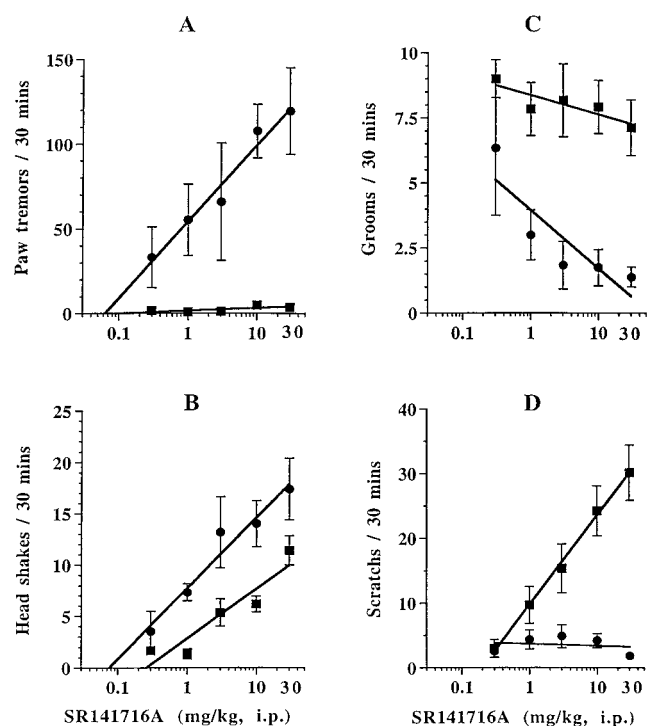 A
Paw tremors / 30 mins
150
100
50
0
0.1 1 10 30
C
Grooms / 30 mins
10
7.5
5
2.5
0
0.1 1 10 30
B
Head shakes / 30 mins
25
20
15
10
5
0
0.1 1 10 30
SR141716A (mg/kg, i.p.)
D
Scratchs / 30 mins
40
30
20
10
0
0.1 1 10 30
SR141716A (mg/kg, i.p.)